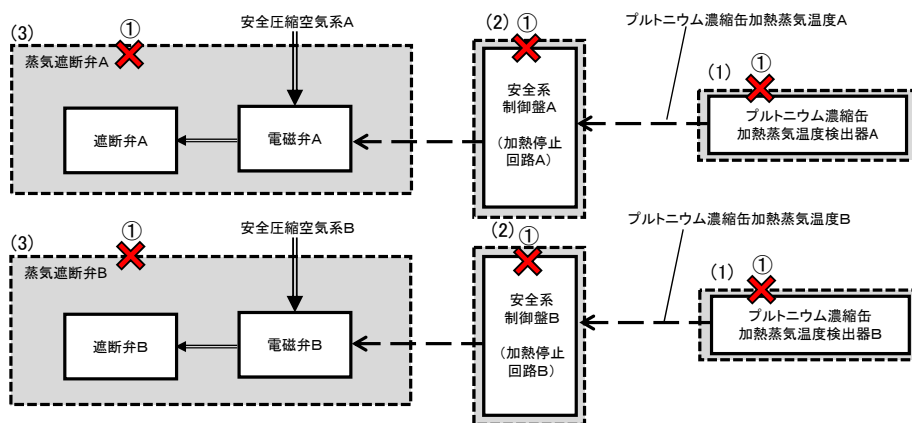 (3)
①
安全圧縮空気系A
蒸気遮断弁A
遮断弁A
電磁弁A
(2)
①
安全系
制御盤A
(加熱停止
回路A)
プルトニウム濃縮缶加熱蒸気温度A
(1)
①
プルトニウム濃縮缶
加熱蒸気温度検出器A
(3)
①
安全圧縮空気系B
蒸気遮断弁B
遮断弁B
電磁弁B
(2)
①
安全系
制御盤B
(加熱停止
回路B)
プルトニウム濃縮缶加熱蒸気温度B
(1)
①
プルトニウム濃縮缶
加熱蒸気温度検出器B